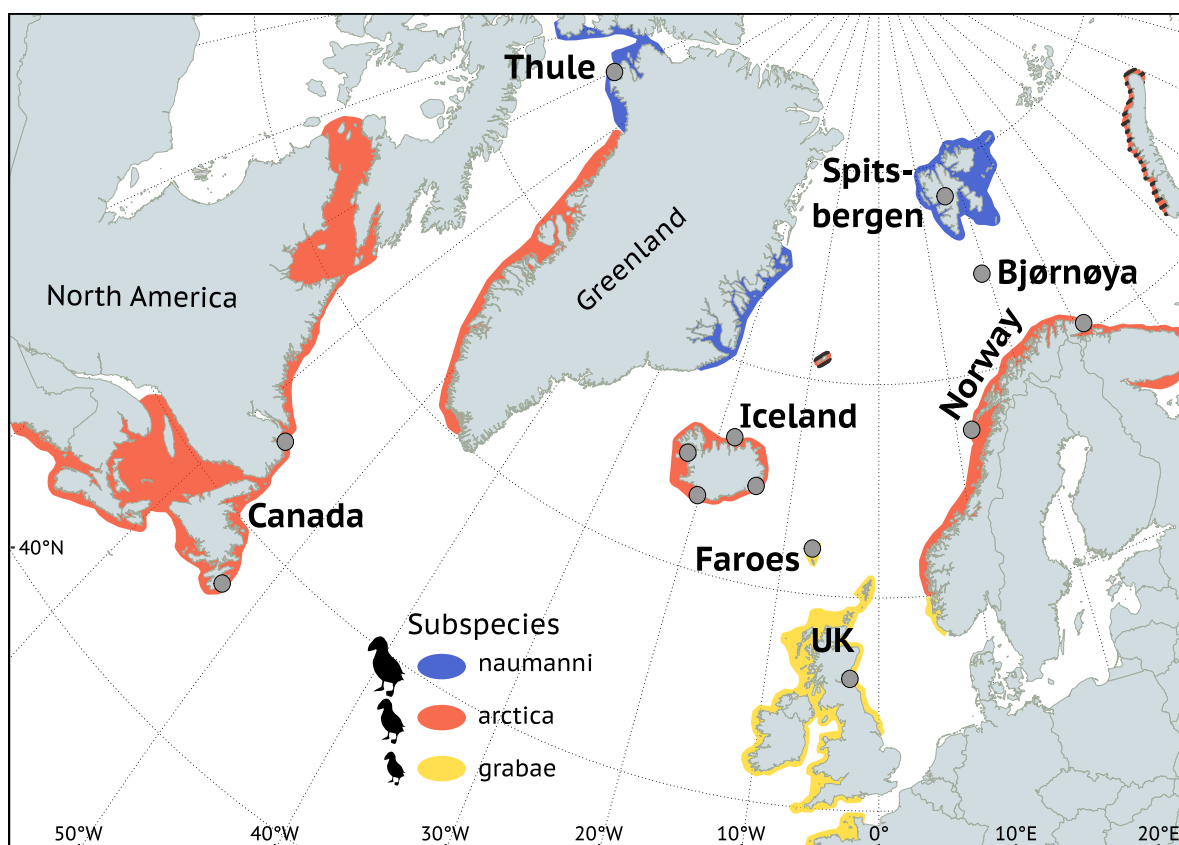 Thule
Spits-
bergen
Bjørnøya
Greenland
North America
Norway
Iceland
Canada
40°N
Faroes
Subspecies
UK
naumanni
arctica
grabae
50°W
40°W
30°W
20°W
10°W
0°
10°E
20°E